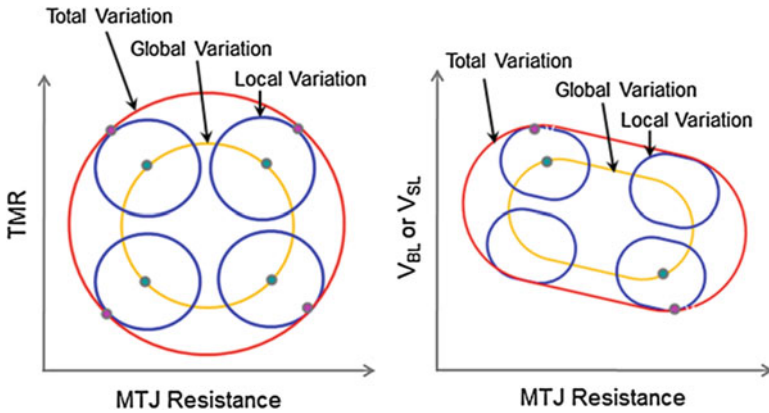 Total Variation
Global Variation
Local Variation
TMR
MTJ Resistance
Total Variation
Global Variation
Local Variation
V_BL or V_SL
MTJ Resistance